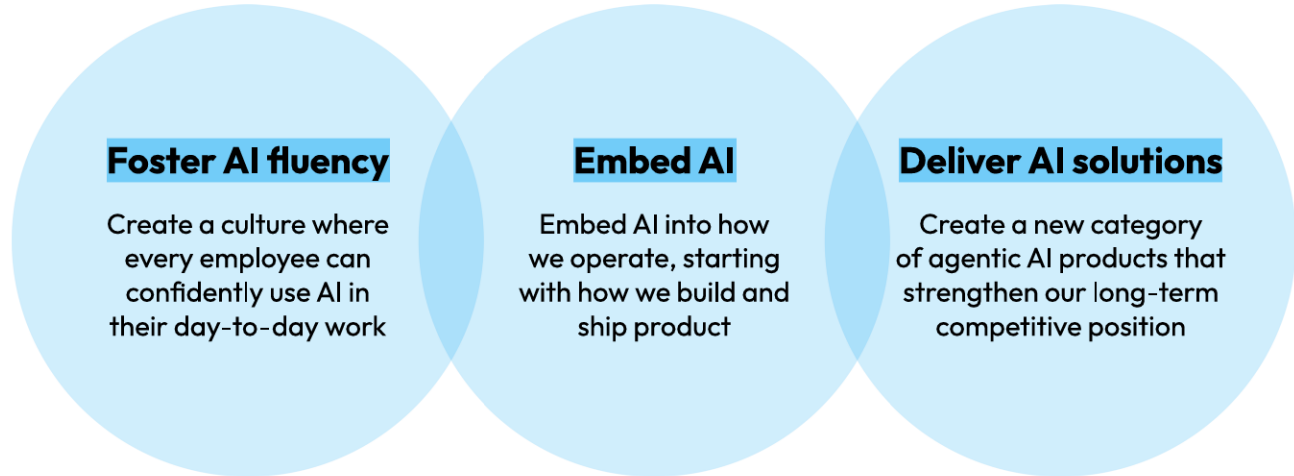 Foster AI fluency
Create a culture where
every employee can
confidently use AI in
their day-to-day work
Embed AI
Embed AI into how
we operate, starting
with how we build and
ship product
Deliver AI solutions
Create a new category
of agentic AI products that
strengthen our long-term
competitive position